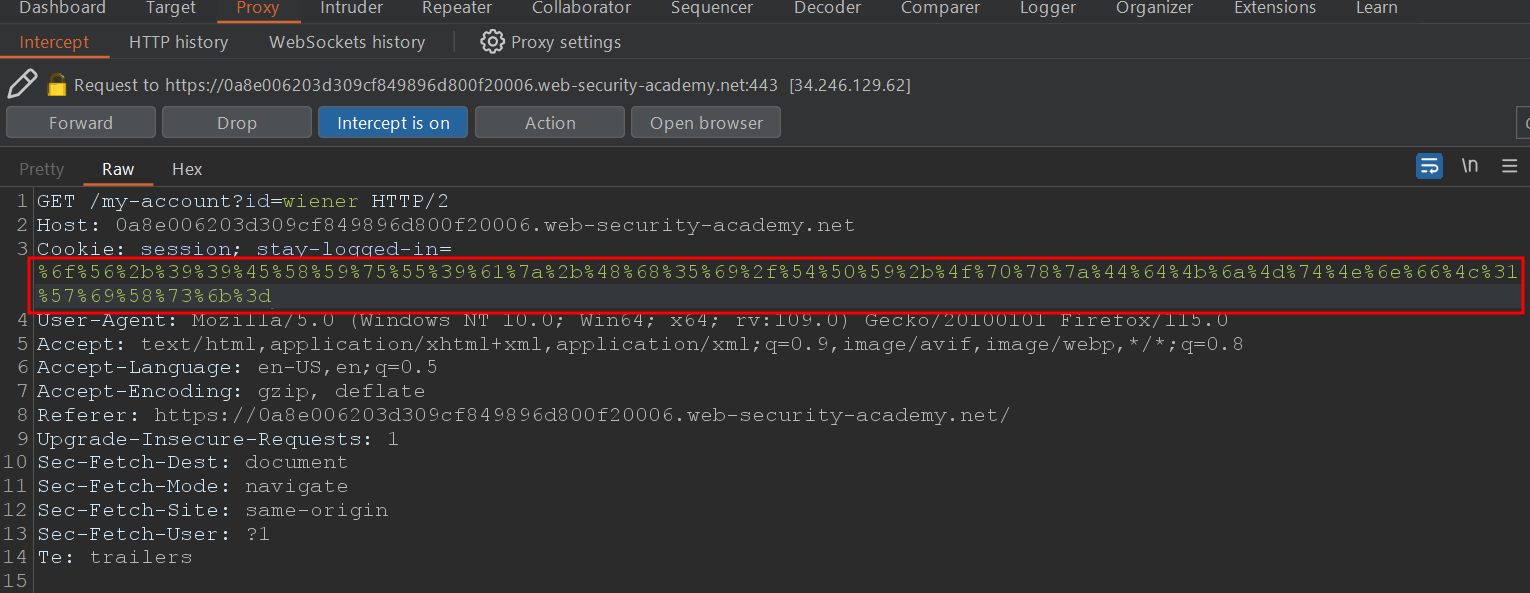 Dashboard Target Proxy Intruder Repeater Collaborator Sequencer Decoder Comparer Logger Organizer Extensions Learn
Intercept HTTP history WebSockets history Proxy settings
Request to https://0a8e006203d309cf849896d800f20006.web-security-academy.net:443 [34.246.129.62]
Forward Drop Intercept is on Action Open browser
Pretty Raw Hex \n
1 GET /my-account?id=wiener HTTP/2
2 Host: 0a8e006203d309cf849896d800f20006.web-security-academy.net
3 Cookie: session; stay-logged-in=
%6f%56%2b%39%39%45%58%59%75%55%39%61%7a%2b%48%68%35%69%2f%54%50%59%2b%4f%70%78%7a%44%64%4b%6a%4d%74%4e%6e%66%4c%31
%57%69%58%73%6b%3d
4 User-Agent: Mozilla/5.0 (Windows NT 10.0; Win64; x64; rv:109.0) Gecko/20100101 Firefox/115.0
5 Accept: text/html,application/xhtml+xml,application/xml;q=0.9,image/avif,image/webp,*/*;q=0.8
6 Accept-Language: en-US,en;q=0.5
7 Accept-Encoding: gzip, deflate
8 Referer: https://0a8e006203d309cf849896d800f20006.web-security-academy.net/
9 Upgrade-Insecure-Requests: 1
10 Sec-Fetch-Dest: document
11 Sec-Fetch-Mode: navigate
12 Sec-Fetch-Site: same-origin
13 Sec-Fetch-User: ?1
14 Te: trailers
15